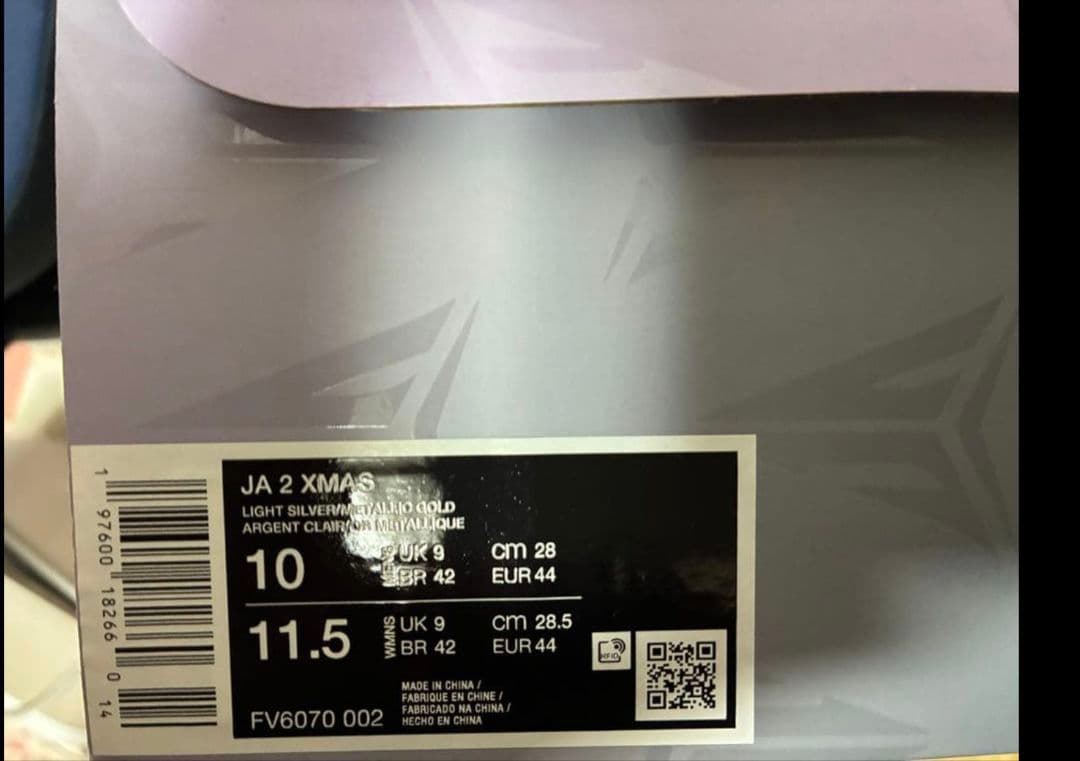 1 97600 18266 0 14
JA 2 XMAS
LIGHT SILVER/METALLIC GOLD
ARGENT CLAIR/OR METALLIQUE
10 MENS UK 9 cm 28
BR 42 EUR 44
11.5 WMNS UK 9 cm 28.5
BR 42 EUR 44
RFID
MADE IN CHINA /
FABRIQUE EN CHINE /
FABRICADO NA CHINA /
FV6070 002 HECHO EN CHINA